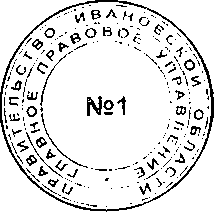 ПРАВИТЕЛЬСТВО ИВАНОВСКОЙ ОБЛАСТИ
ГЛАВНОЕ ПРАВОВОЕ УПРАВЛЕНИЕ
№1